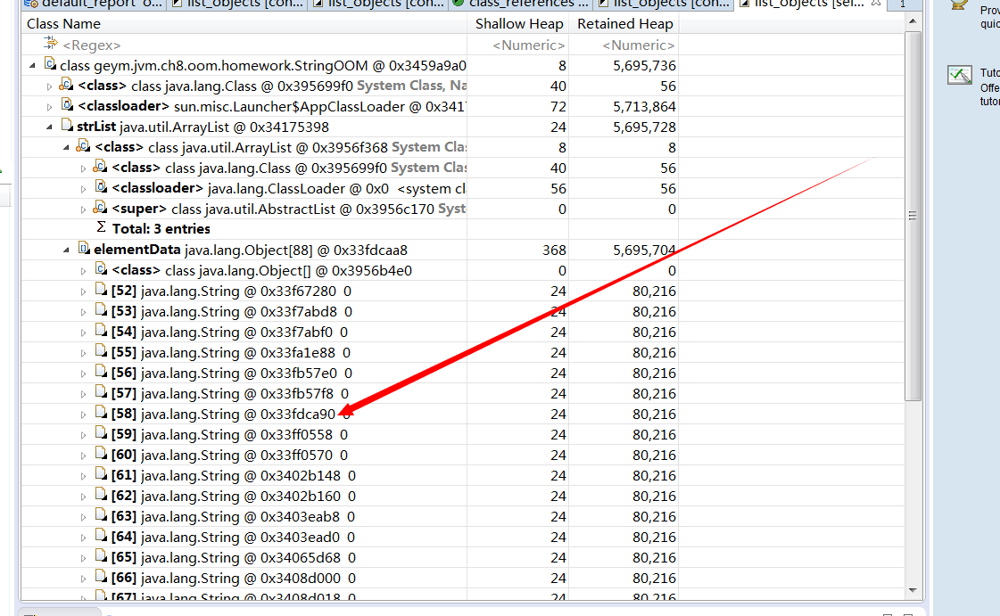 default_report o... list_objects [con... list_objects [con... class_references ... list_objects [con... list_objects [sel... 1
Class Name Shallow Heap Retained Heap
<Regex> <Numeric> <Numeric>
class geym.jvm.ch8.oom.homework.StringOOM @ 0x3459a9a0 8 5,695,736
<class> class java.lang.Class @ 0x395699f0 System Class, Na 40 56
<classloader> sun.misc.Launcher$AppClassLoader @ 0x341 72 5,713,864
strList java.util.ArrayList @ 0x34175398 24 5,695,728
<class> class java.util.ArrayList @ 0x3956f368 System Clas 8 8
<class> class java.lang.Class @ 0x395699f0 System Clas 40 56
<classloader> java.lang.ClassLoader @ 0x0 <system cl 56 56
<super> class java.util.AbstractList @ 0x3956c170 Syst 0 0
Σ Total: 3 entries
elementData java.lang.Object[88] @ 0x33fdcaa8 368 5,695,704
<class> class java.lang.Object[] @ 0x3956b4e0 0 0
[52] java.lang.String @ 0x33f67280 0 24 80,216
[53] java.lang.String @ 0x33f7abd8 0 24 80,216
[54] java.lang.String @ 0x33f7abf0 0 24 80,216
[55] java.lang.String @ 0x33fa1e88 0 24 80,216
[56] java.lang.String @ 0x33fb57e0 0 24 80,216
[57] java.lang.String @ 0x33fb57f8 0 24 80,216
[58] java.lang.String @ 0x33fdca90 0 24 80,216
[59] java.lang.String @ 0x33ff0558 0 24 80,216
[60] java.lang.String @ 0x33ff0570 0 24 80,216
[61] java.lang.String @ 0x3402b148 0 24 80,216
[62] java.lang.String @ 0x3402b160 0 24 80,216
[63] java.lang.String @ 0x3403eab8 0 24 80,216
[64] java.lang.String @ 0x3403ead0 0 24 80,216
[65] java.lang.String @ 0x34065d68 0 24 80,216
[66] java.lang.String @ 0x3408d000 0 24 80,216
[67] java.lang.String @ 0x3408d018 0 24 80,216
Prov
quic
Tuto
Offe
tutor